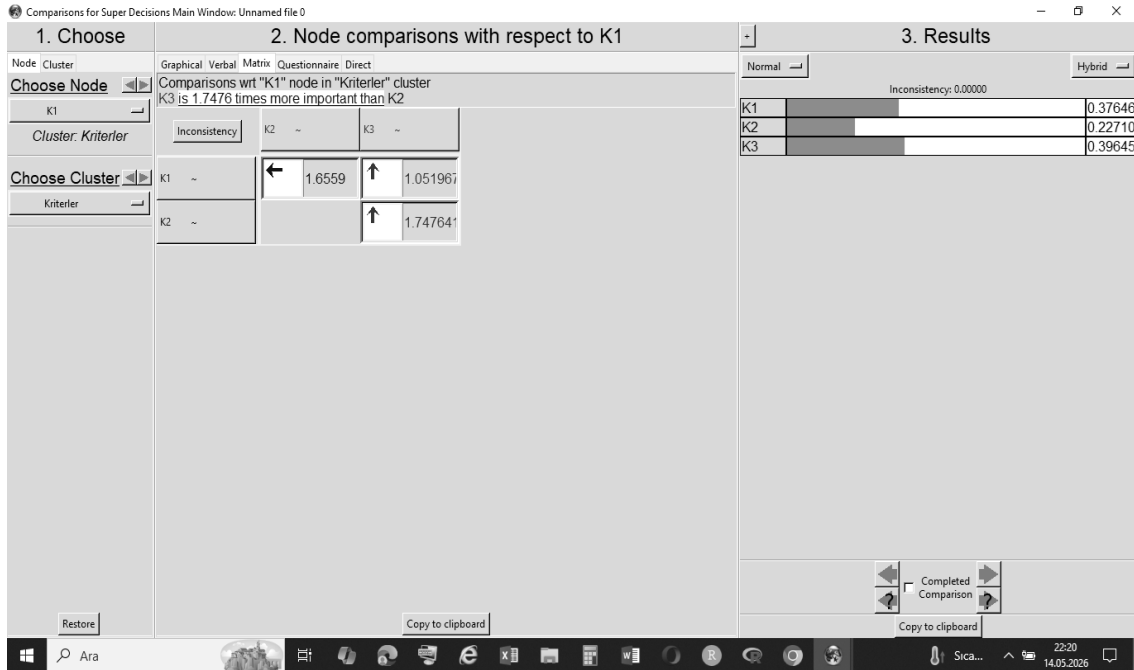 Comparisons for Super Decisions Main Window: Unnamed file 0
1. Choose
2. Node comparisons with respect to K1
+
3. Results
Node Cluster
Graphical Verbal Matrix Questionnaire Direct
Normal
Hybrid
Choose Node
Comparisons wrt "K1" node in "Kriterler" cluster
K3 is 1.7476 times more important than K2
Inconsistency: 0.00000
K1
Cluster: Kriterler
Inconsistency
K2 ~
K3 ~
K1 0.37646
K2 0.22710
K3 0.39645
Choose Cluster
Kriterler
K1 ~
1.6559
1.051967
K2 ~
1.747641
Completed
Comparison
Restore
Copy to clipboard
Copy to clipboard
Ara
Sıca...
22:20
14.05.2026